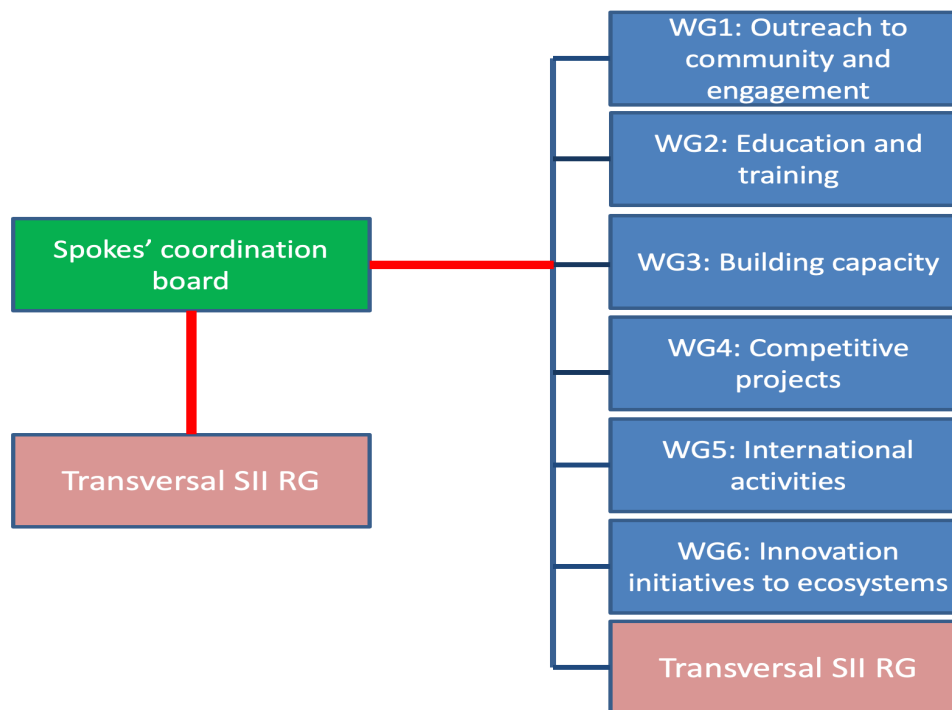 WG1: Outreach to
community and
engagement
WG2: Education and
training
Spokes’ coordination
board
WG3: Building capacity
WG4: Competitive
projects
Transversal SII RG
WG5: International
activities
WG6: Innovation
initiatives to ecosystems
Transversal SII RG